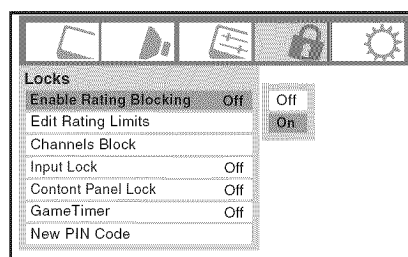 Locks
Enable Rating Blocking Off
Off
On
Edit Rating Limits
Channels Block
Input Lock Off
Contont Panel Lock Off
GameTimer Off
New PIN Code